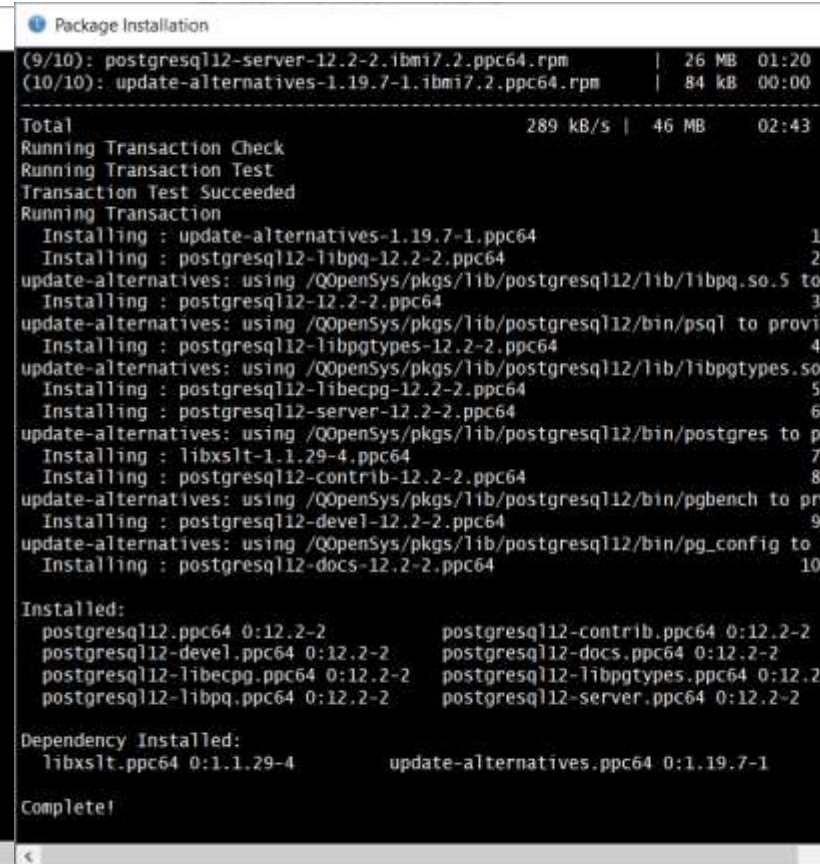 Package Installation
(9/10): postgresql12-server-12.2-2.ibmi7.2.ppc64.rpm | 26 MB 01:20
(10/10): update-alternatives-1.19.7-1.ibmi7.2.ppc64.rpm | 84 kB 00:00
--------------------------------------------------------------------------------
Total 289 kB/s | 46 MB 02:43
Running Transaction Check
Running Transaction Test
Transaction Test Succeeded
Running Transaction
Installing : update-alternatives-1.19.7-1.ppc64 1
Installing : postgresql12-libpq-12.2-2.ppc64 2
update-alternatives: using /QOpenSys/pkgs/lib/postgresql12/lib/libpq.so.5 to
Installing : postgresql12-12.2-2.ppc64 3
update-alternatives: using /QOpenSys/pkgs/lib/postgresql12/bin/psql to provi
Installing : postgresql12-libpgtypes-12.2-2.ppc64 4
update-alternatives: using /QOpenSys/pkgs/lib/postgresql12/lib/libpgtypes.so
Installing : postgresql12-libecpg-12.2-2.ppc64 5
Installing : postgresql12-server-12.2-2.ppc64 6
update-alternatives: using /QOpenSys/pkgs/lib/postgresql12/bin/postgres to p
Installing : libxslt-1.1.29-4.ppc64 7
Installing : postgresql12-contrib-12.2-2.ppc64 8
update-alternatives: using /QOpenSys/pkgs/lib/postgresql12/bin/pgbench to pr
Installing : postgresql12-devel-12.2-2.ppc64 9
update-alternatives: using /QOpenSys/pkgs/lib/postgresql12/bin/pg_config to
Installing : postgresql12-docs-12.2-2.ppc64 10
Installed:
postgresql12.ppc64 0:12.2-2 postgresql12-contrib.ppc64 0:12.2-2
postgresql12-devel.ppc64 0:12.2-2 postgresql12-docs.ppc64 0:12.2-2
postgresql12-libecpg.ppc64 0:12.2-2 postgresql12-libpgtypes.ppc64 0:12.2
postgresql12-libpq.ppc64 0:12.2-2 postgresql12-server.ppc64 0:12.2-2
Dependency Installed:
libxslt.ppc64 0:1.1.29-4 update-alternatives.ppc64 0:1.19.7-1
Complete!